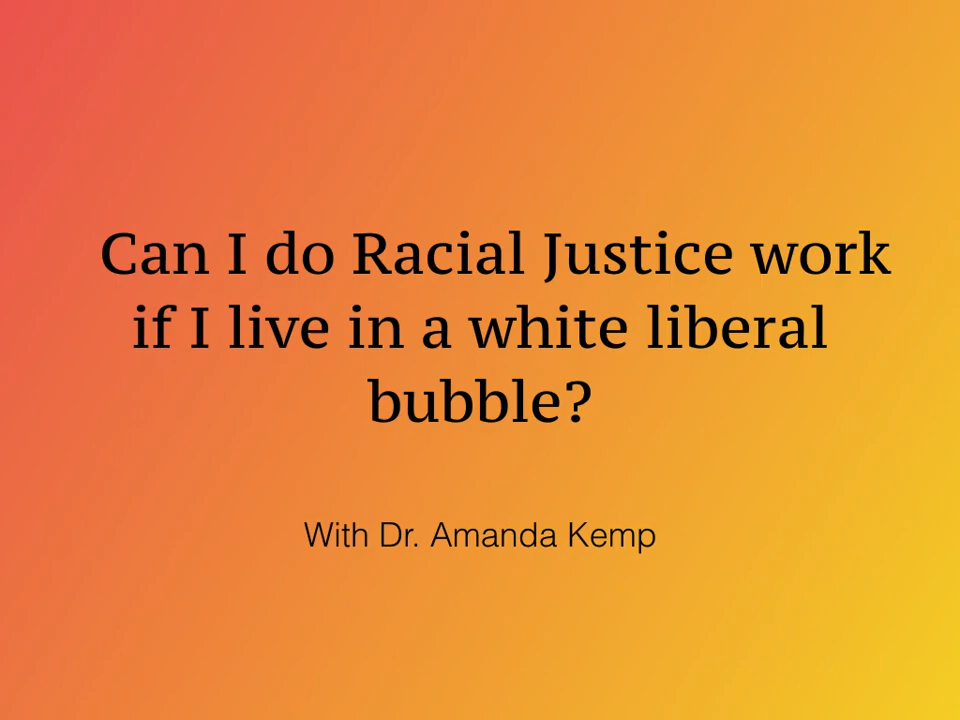 Can I do Racial Justice work
if I live in a white liberal
bubble?
With Dr. Amanda Kemp